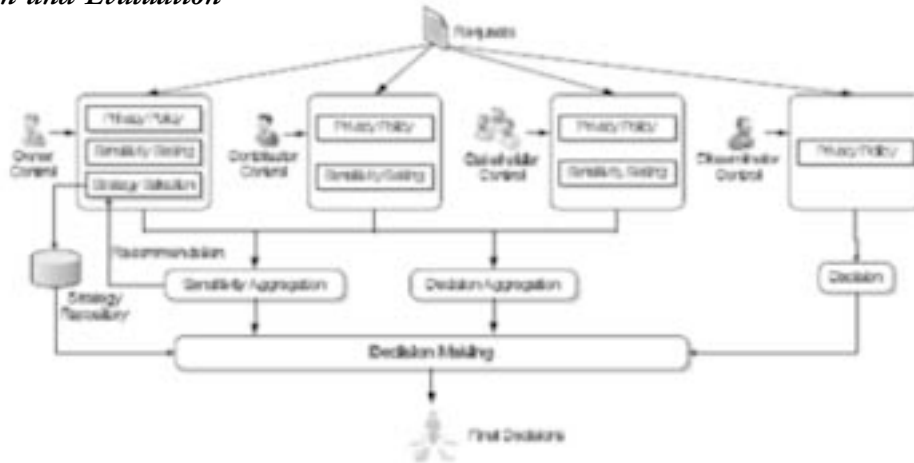 and Evaluation
Requests
Privacy Policy
Sensitivity Setting
Strategy Selection
Owner
Control
Privacy Policy
Sensitivity Setting
Contributor
Control
Privacy Policy
Sensitivity Setting
Stakeholder
Control
Privacy Policy
Disseminator
Control
Recommendation
Strategy
Repository
Sensitivity Aggregation
Decision Aggregation
Decision
Decision Making
Final Decisions